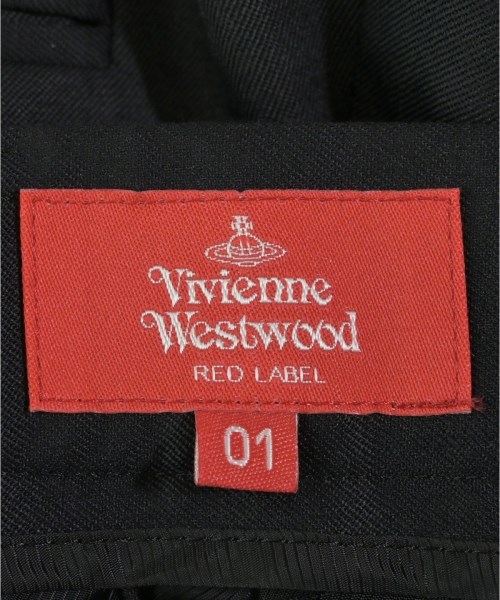 Vivienne
Westwood
RED LABEL
01